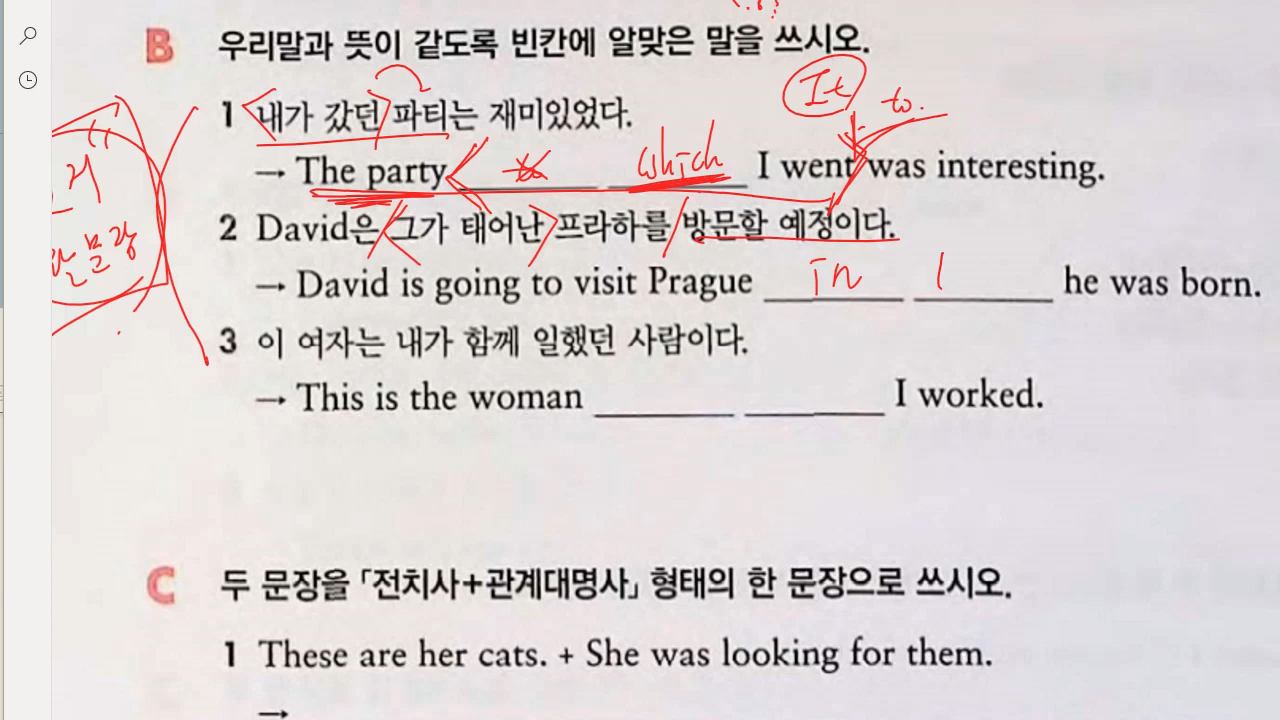 B 우리말과 뜻이 같도록 빈칸에 알맞은 말을 쓰시오.
It
to.
1 내가 갔던 파티는 재미있었다.
→ The party ______ which I went was interesting.
2 David은 그가 태어난 프라하를 방문할 예정이다.
→ David is going to visit Prague in ______ he was born.
3 이 여자는 내가 함께 일했던 사람이다.
→ This is the woman ______ ______ I worked.
C 두 문장을 「전치사+관계대명사」 형태의 한 문장으로 쓰시오.
1 These are her cats. + She was looking for them.
→